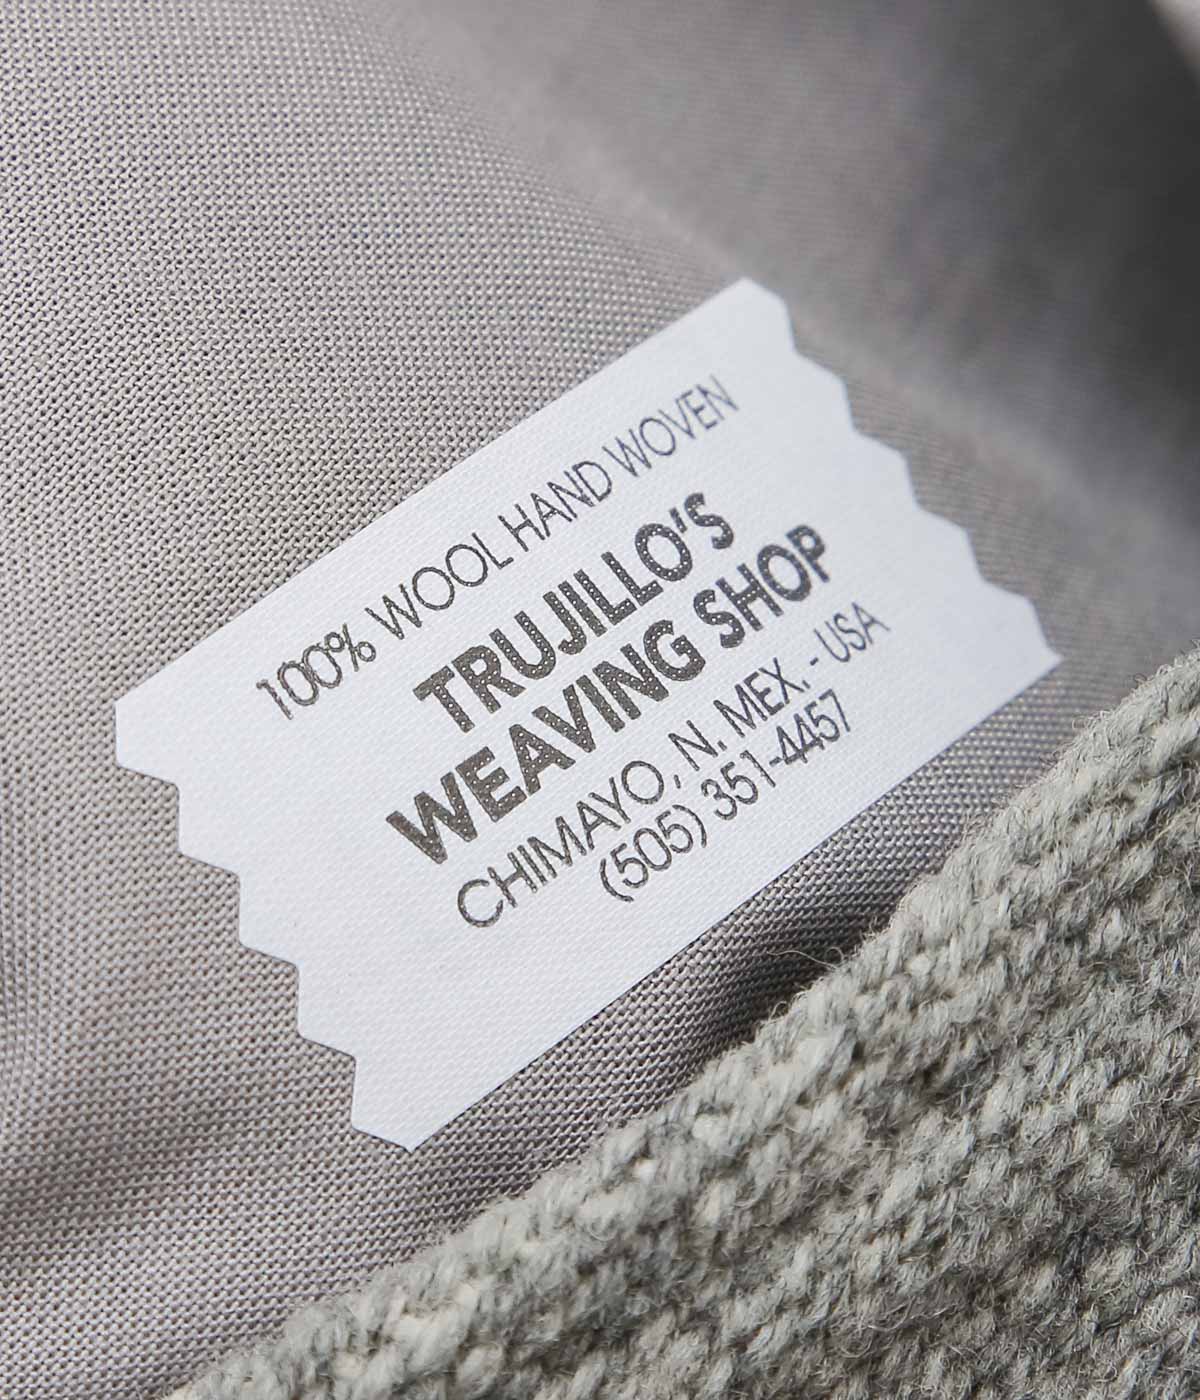 100% WOOL HAND WOVEN
TRUJILLO'S
WEAVING SHOP
CHIMAYO, N. MEX. - USA
(505) 351-4457